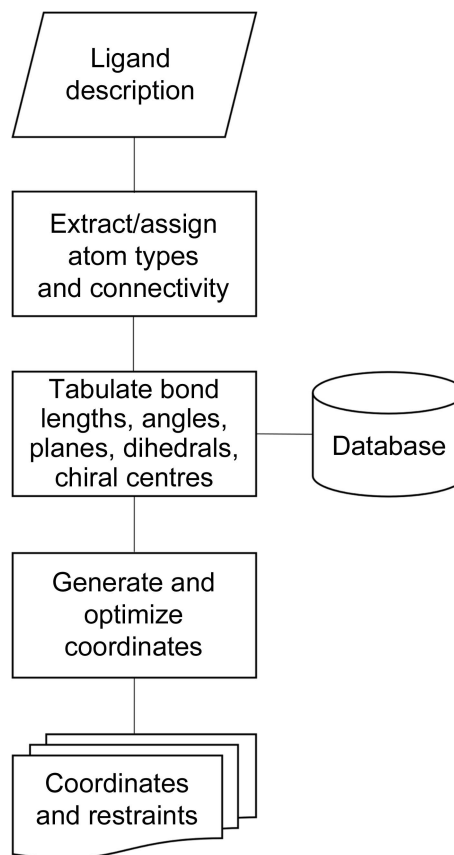 Ligand
description
Extract/assign
atom types
and connectivity
Tabulate bond
lengths, angles,
planes, dihedrals,
chiral centres
Database
Generate and
optimize
coordinates
Coordinates
and restraints